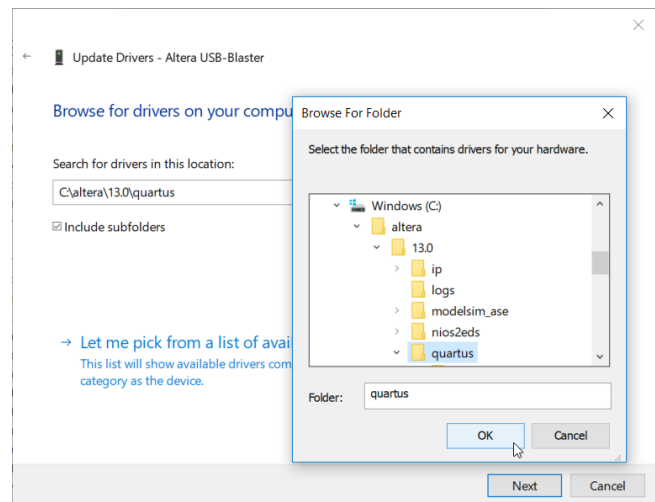 Update Drivers - Altera USB-Blaster
Browse for drivers on your compu
Search for drivers in this location:
C:\altera\13.0\quartus
Include subfolders
Let me pick from a list of avai
This list will show available drivers com
category as the device.
Browse For Folder
Select the folder that contains drivers for your hardware.
Windows (C:)
altera
13.0
ip
logs
modelsim_ase
nios2eds
quartus
Folder: quartus
OK Cancel
Next Cancel